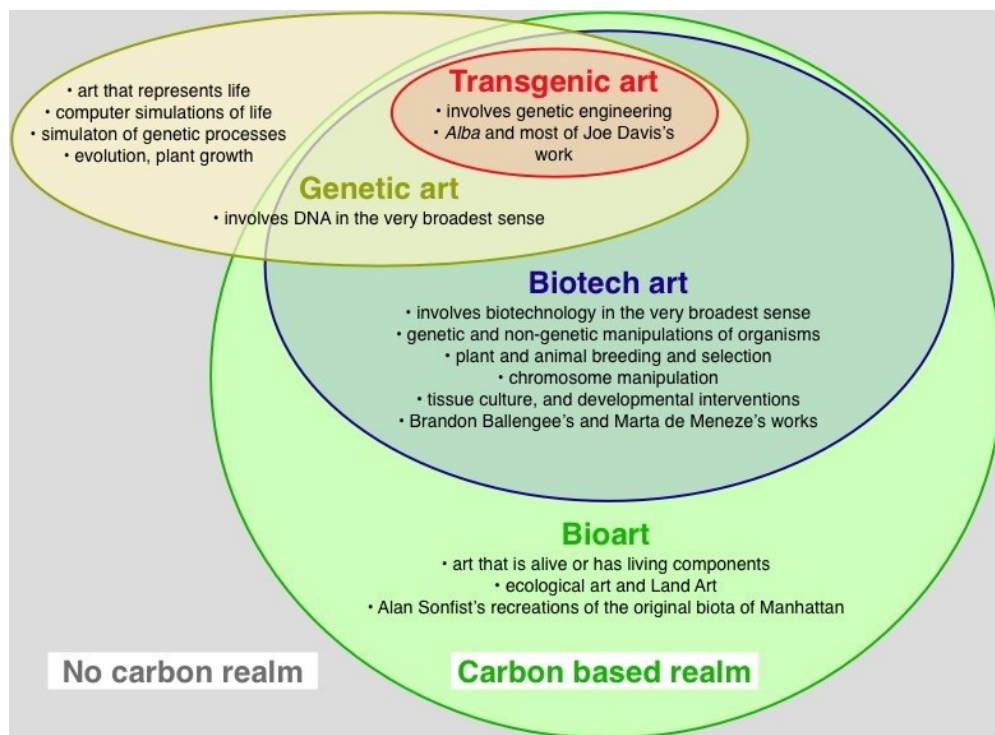 Transgenic art
• involves genetic engineering
• Alba and most of Joe Davis's
work
• art that represents life
• computer simulations of life
• simulaton of genetic processes
• evolution, plant growth
Genetic art
• involves DNA in the very broadest sense
Biotech art
• involves biotechnology in the very broadest sense
• genetic and non-genetic manipulations of organisms
• plant and animal breeding and selection
• chromosome manipulation
• tissue culture, and developmental interventions
• Brandon Ballengee's and Marta de Meneze's works
Bioart
• art that is alive or has living components
• ecological art and Land Art
• Alan Sonfist's recreations of the original biota of Manhattan
No carbon realm
Carbon based realm